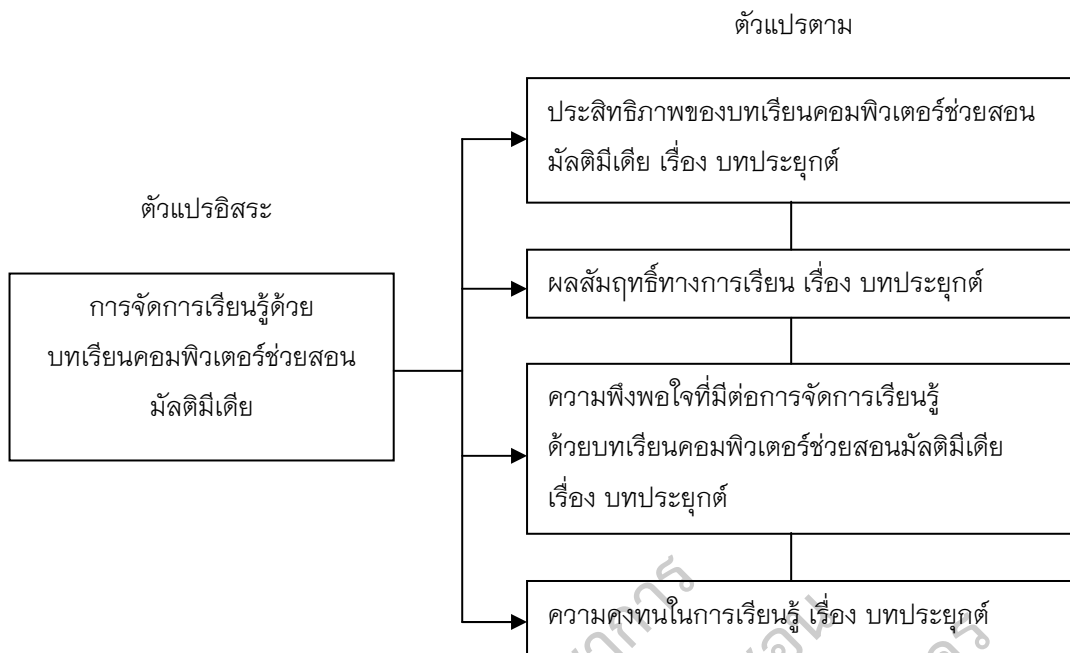 ตัวแปรตาม
ประสิทธิภาพของบทเรียนคอมพิวเตอร์ช่วยสอน
มัลติมีเดีย เรื่อง บทประยุกต์
ตัวแปรอิสระ
ผลสัมฤทธิ์ทางการเรียน เรื่อง บทประยุกต์
การจัดการเรียนรู้ด้วย
บทเรียนคอมพิวเตอร์ช่วยสอน
มัลติมีเดีย
ความพึงพอใจที่มีต่อการจัดการเรียนรู้
ด้วยบทเรียนคอมพิวเตอร์ช่วยสอนมัลติมีเดีย
เรื่อง บทประยุกต์
ความคงทนในการเรียนรู้ เรื่อง บทประยุกต์